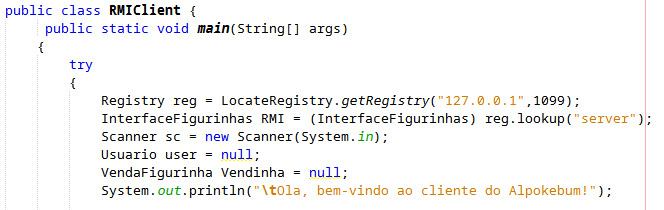 public class RMIClient {
public static void main(String[] args)
{
try
{
Registry reg = LocateRegistry.getRegistry("127.0.0.1",1099);
InterfaceFigurinhas RMI = (InterfaceFigurinhas) reg.lookup("server");
Scanner sc = new Scanner(System.in);
Usuario user = null;
VendaFigurinha Vendinha = null;
System.out.println("\tOla, bem-vindo ao cliente do Alpokebum!");